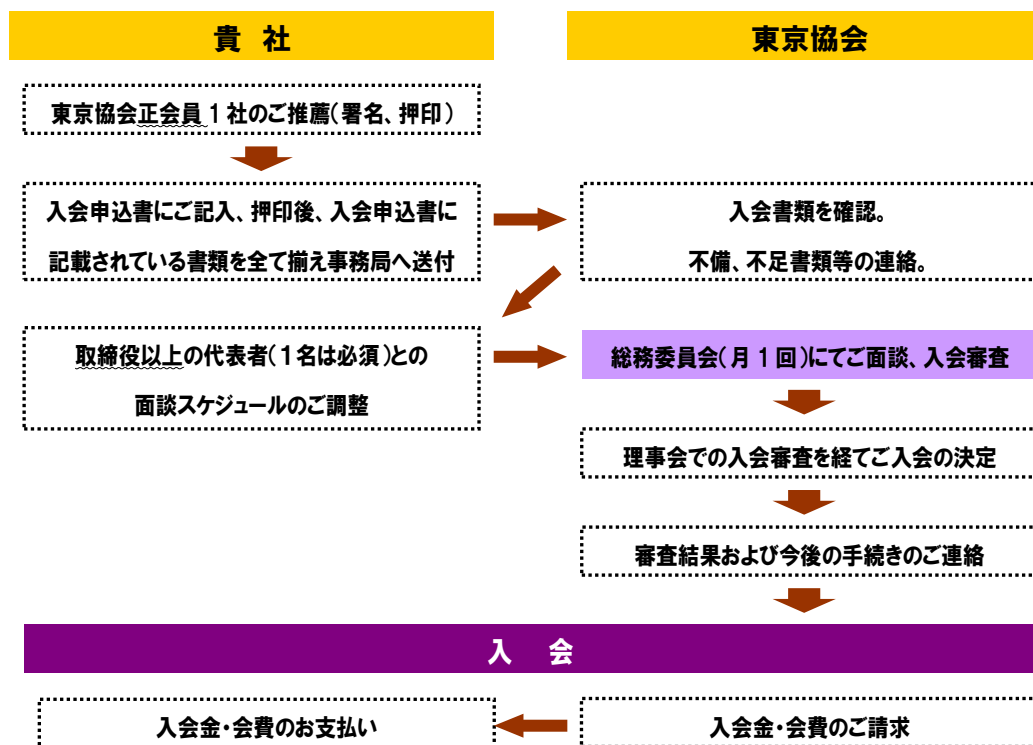 貴 社
東京協会
東京協会正会員１社のご推薦（署名、押印）
入会申込書にご記入、押印後、入会申込書に
記載されている書類を全て揃え事務局へ送付
入会書類を確認。
不備、不足書類等の連絡。
取締役以上の代表者（１名は必須）との
面談スケジュールのご調整
総務委員会（月１回）にてご面談、入会審査
理事会での入会審査を経てご入会の決定
審査結果および今後の手続きのご連絡
入 会
入会金・会費のお支払い
入会金・会費のご請求